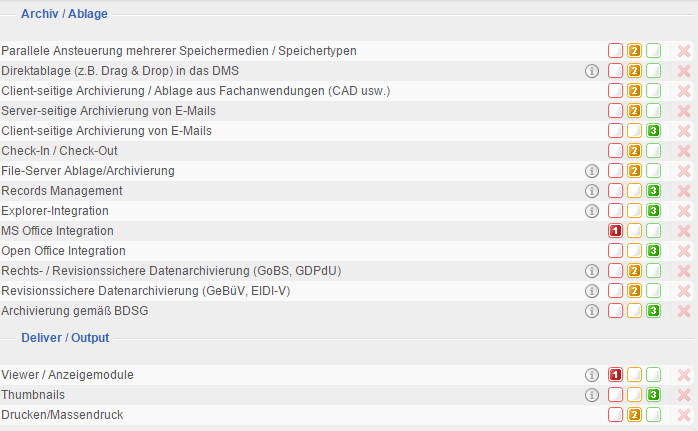 Archiv / Ablage
Parallele Ansteuerung mehrerer Speichermedien / Speichertypen 2
Direktablage (z.B. Drag & Drop) in das DMS i 2
Client-seitige Archivierung / Ablage aus Fachanwendungen (CAD usw.) 2
Server-seitige Archivierung von E-Mails 2
Client-seitige Archivierung von E-Mails 3
Check-In / Check-Out 2
File-Server Ablage/Archivierung i 2
Records Management i 3
Explorer-Integration i 3
MS Office Integration 1
Open Office Integration 3
Rechts- / Revisionssichere Datenarchivierung (GoBS, GDPdU) i 2
Revisionssichere Datenarchivierung (GeBüV, ElDI-V) i 2
Archivierung gemäß BDSG i 3
Deliver / Output
Viewer / Anzeigemodule i 1
Thumbnails i 3
Drucken/Massendruck 2